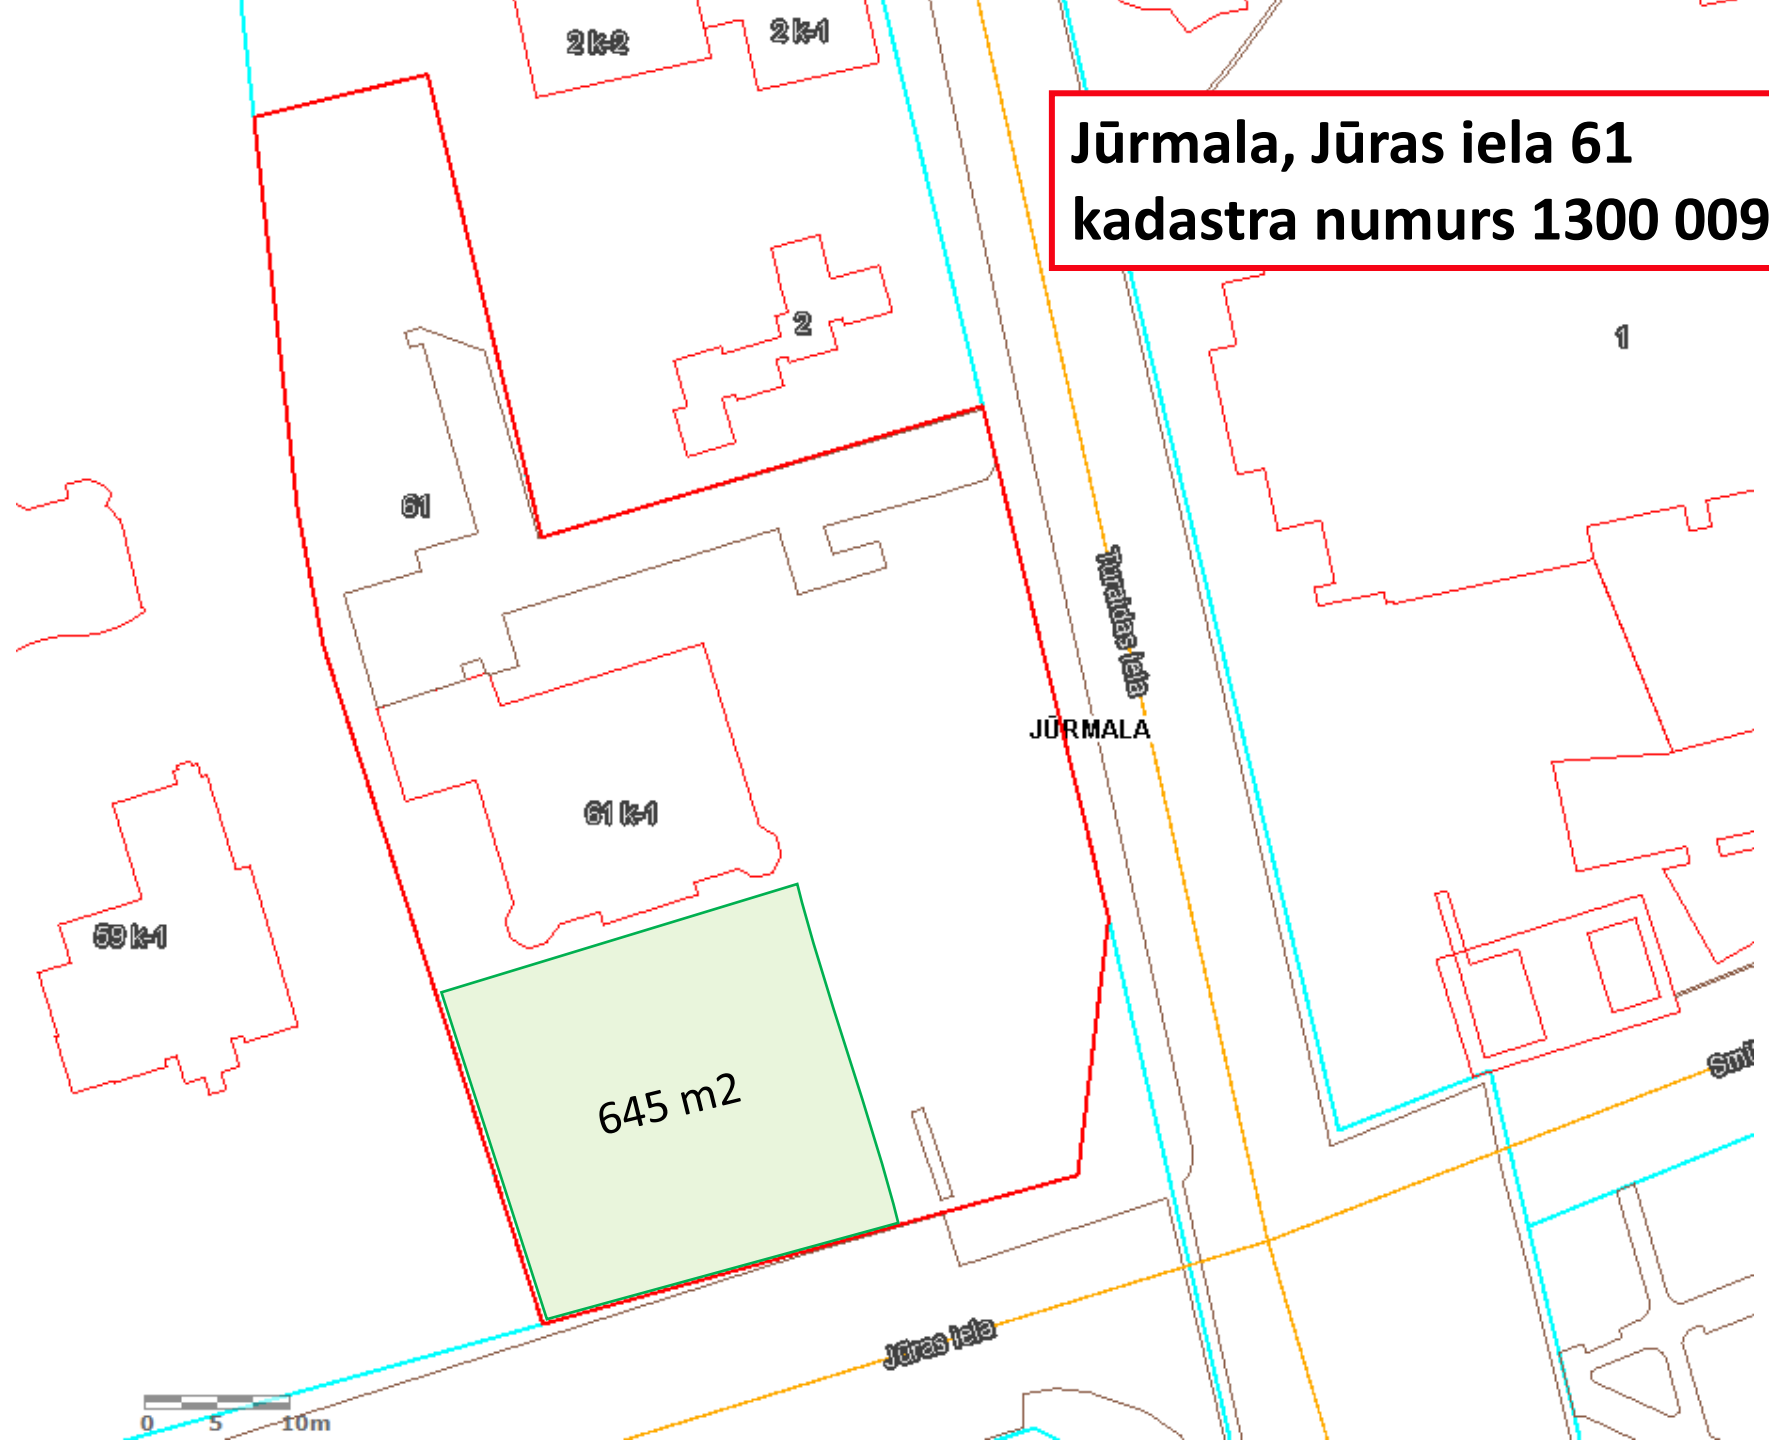 2 k-2
2 k-1
Jūrmala, Jūras iela 61
kadastra numurs 1300 009
2
1
61
Turaidas iela
JŪRMALA
61 k-1
59 k-1
645 m2
Jūras iela
0 5 10m